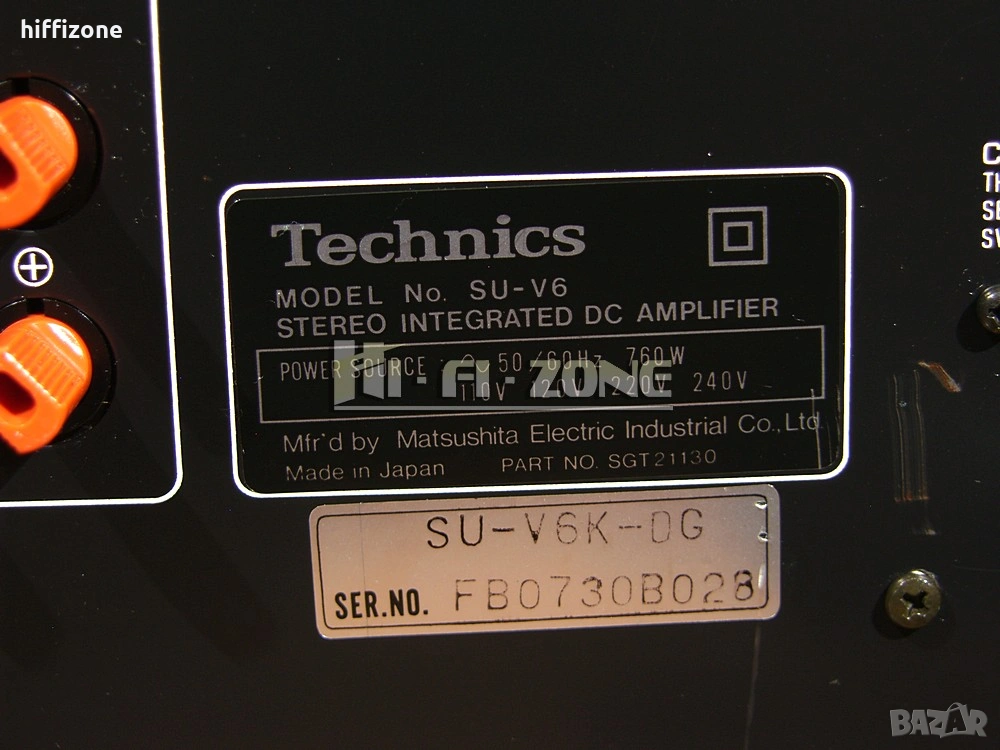 hiffizone
Technics
MODEL No. SU-V6
STEREO INTEGRATED DC AMPLIFIER
POWER SOURCE ∿ 50/60Hz 760W
110V 120V 220V 240V
HI-FI-ZONE
Mfr'd by Matsushita Electric Industrial Co., Ltd.
Made in Japan PART NO. SGT21130
SU-V6K-DG
SER.NO. FB0730B028
BAZAR